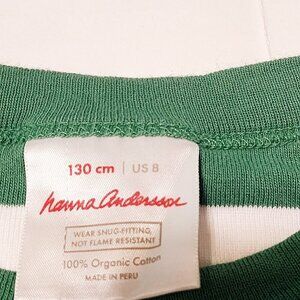 130 cm | US 8
hanna andersson
WEAR SNUG-FITTING,
NOT FLAME RESISTANT
100% Organic Cotton
MADE IN PERU